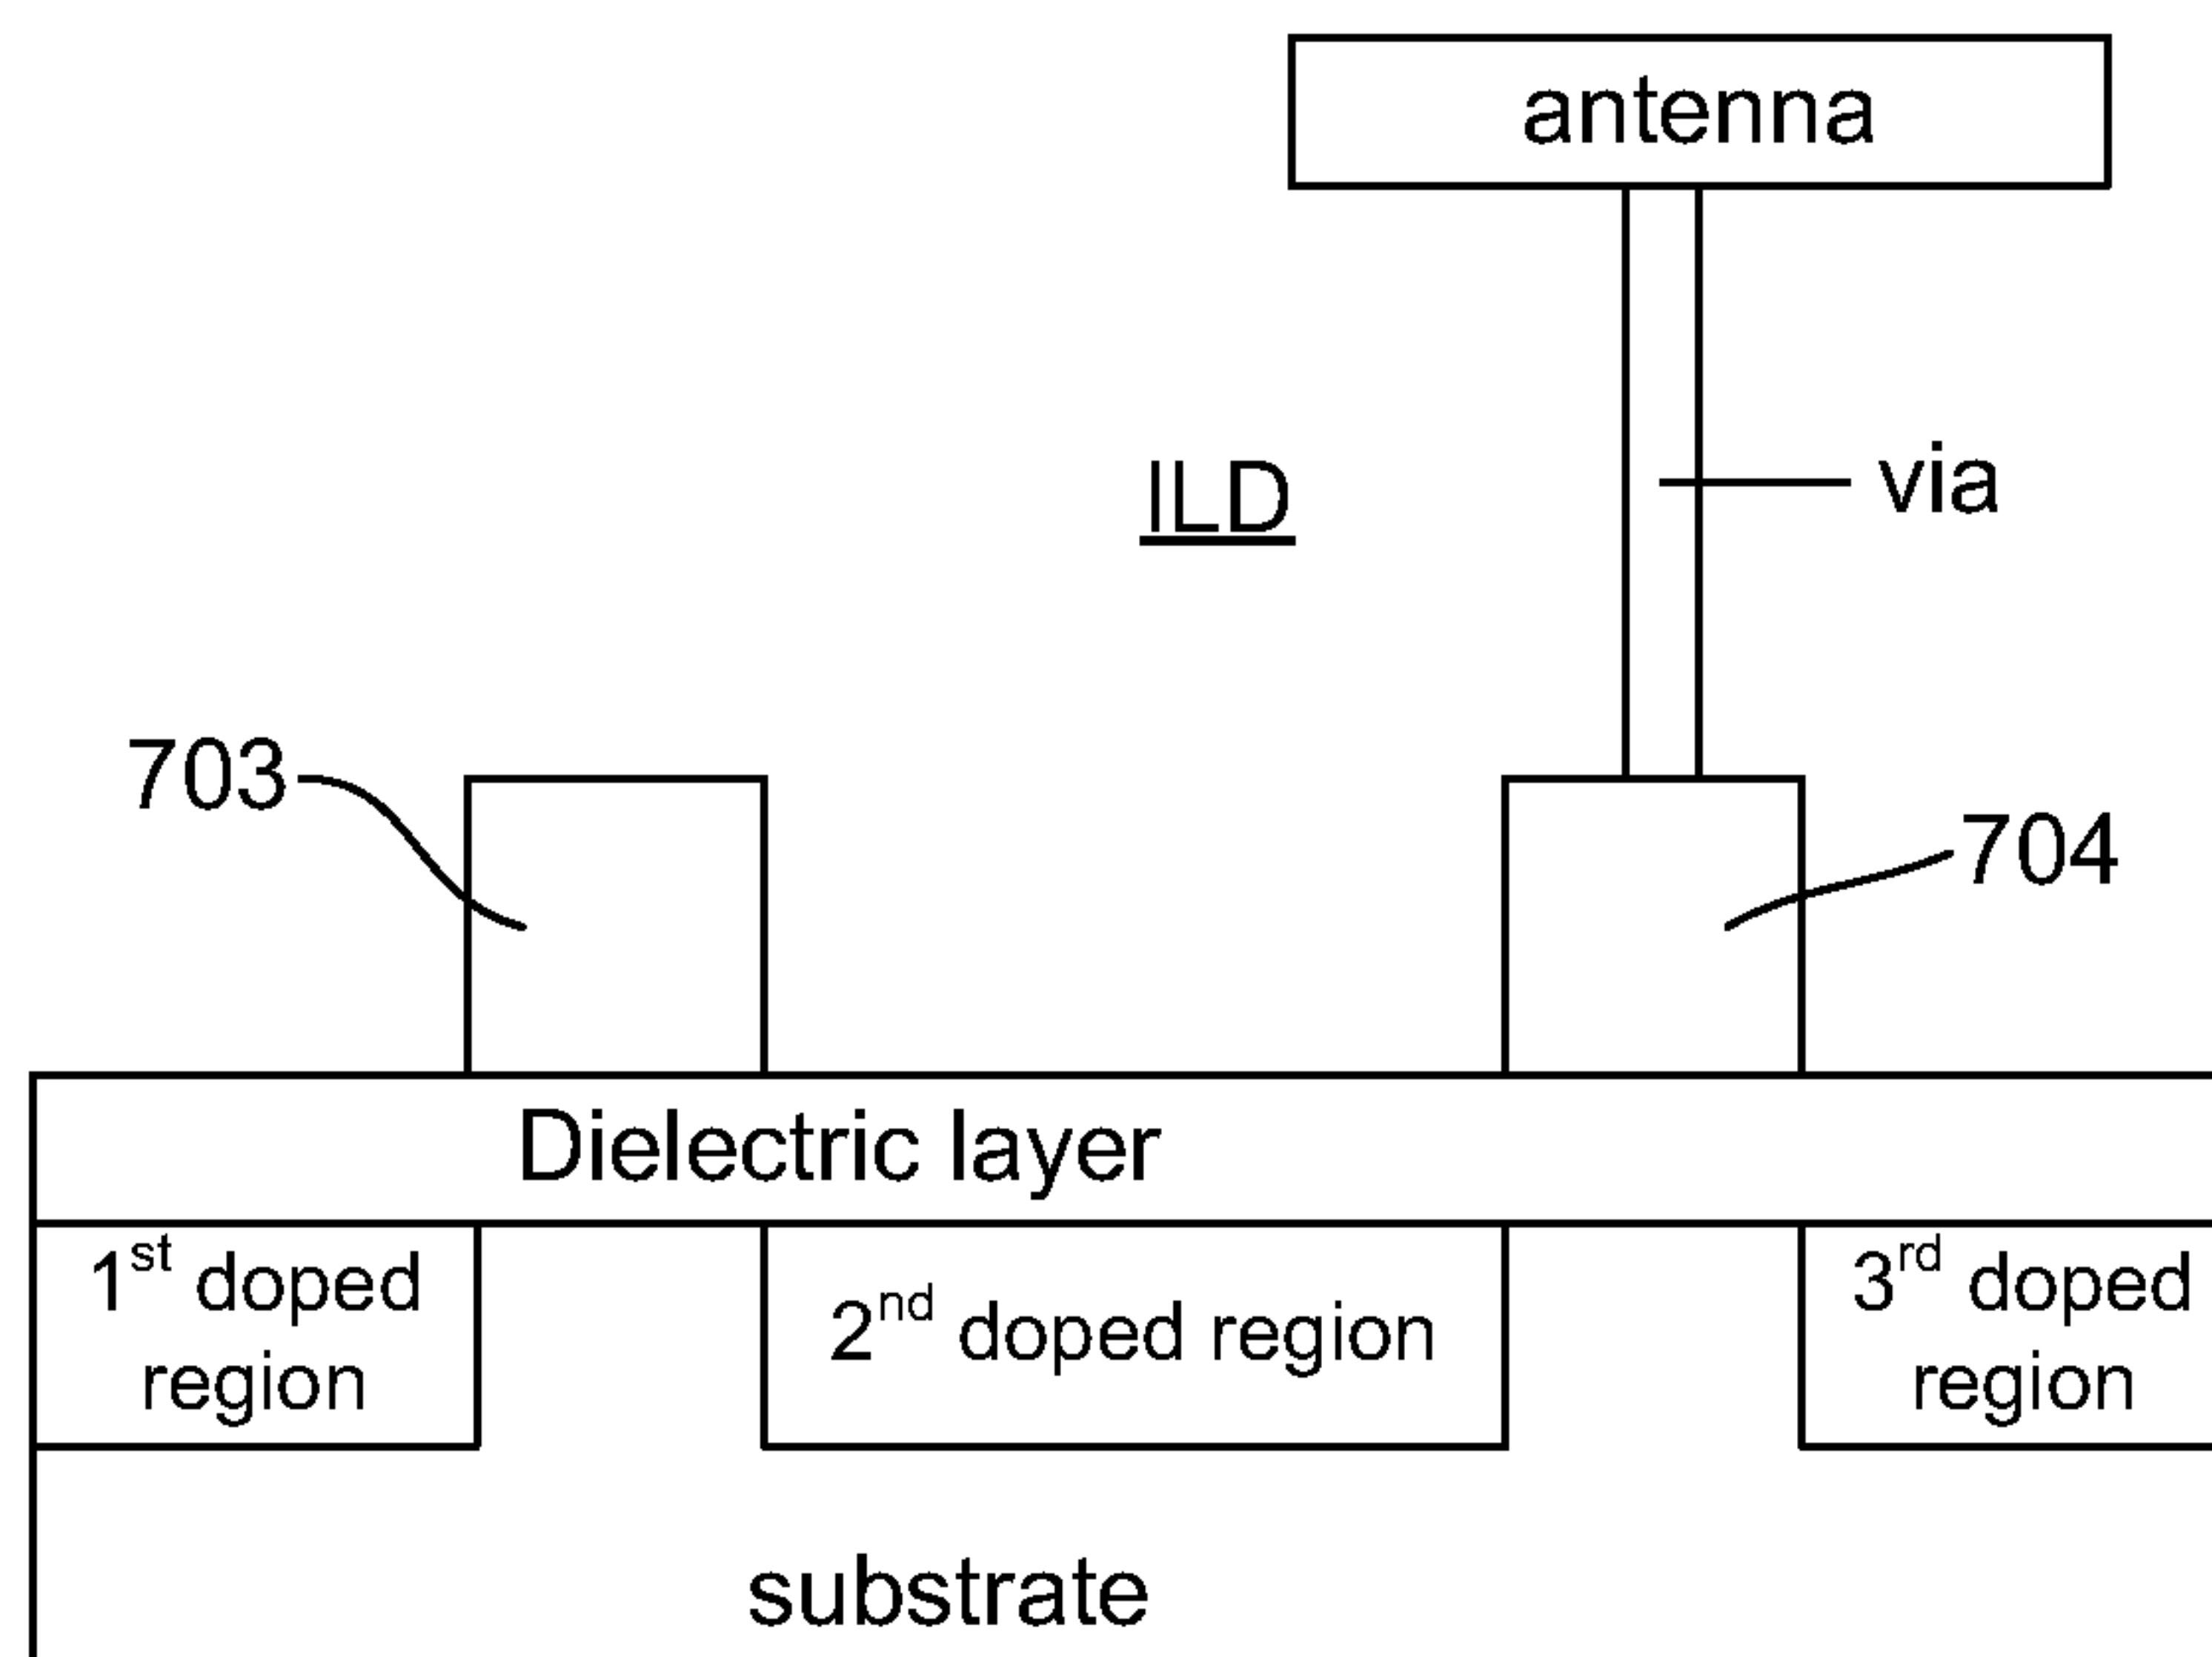 antenna
ILD
via
703
704
Dielectric layer
1st doped
region
2nd doped region
3rd doped
region
substrate